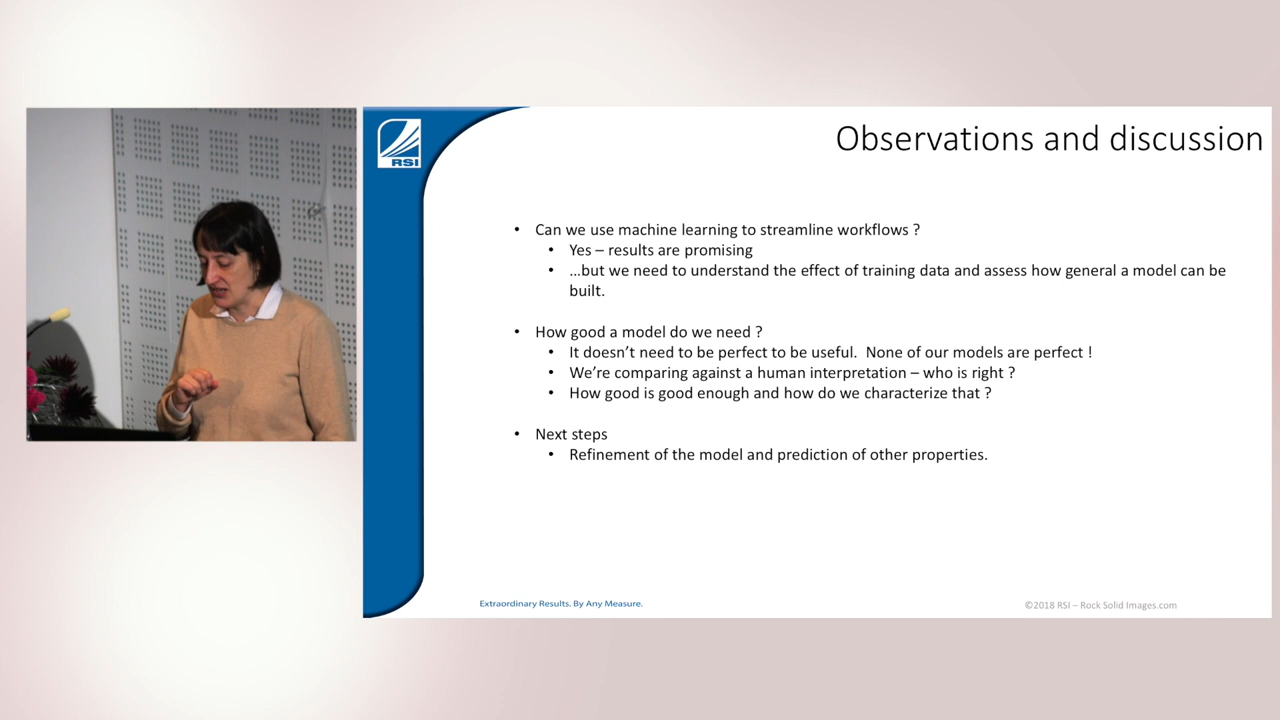 RSI
Observations and discussion
• Can we use machine learning to streamline workflows ?
• Yes – results are promising
• …but we need to understand the effect of training data and assess how general a model can be
built.
• How good a model do we need ?
• It doesn’t need to be perfect to be useful.  None of our models are perfect !
• We’re comparing against a human interpretation – who is right ?
• How good is good enough and how do we characterize that ?
• Next steps
• Refinement of the model and prediction of other properties.
Extraordinary Results. By Any Measure.
©2018 RSI – Rock Solid Images.com